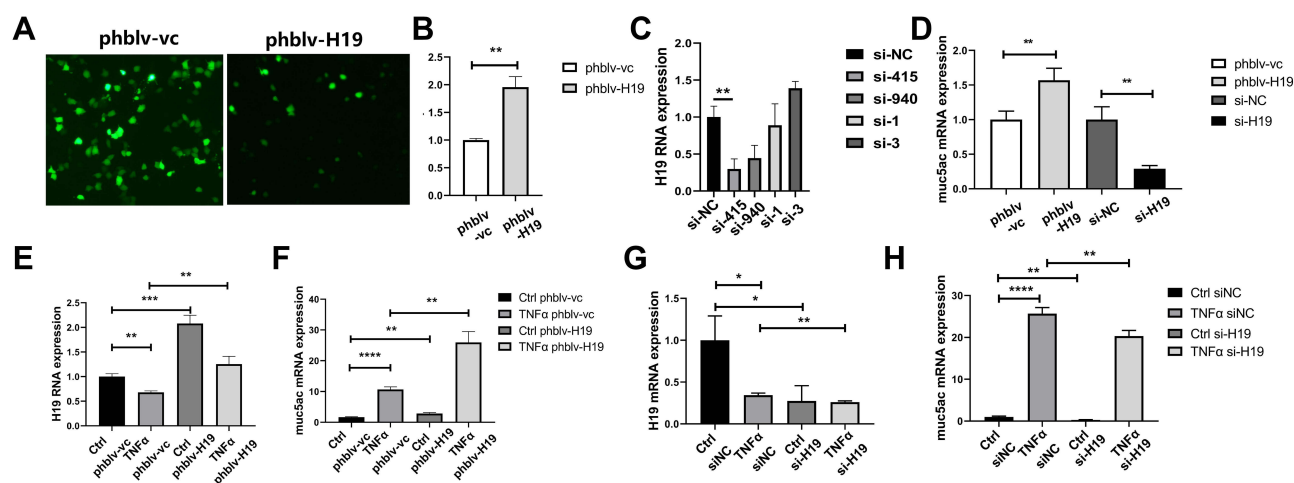 A
phblv-vc
phblv-H19
B
2.5
2.0
1.5
1.0
0.5
0.0
**
phblv
-vc
phblv
-H19
phblv-vc
phblv-H19
C
H19 RNA expression
2.0
1.5
1.0
0.5
0.0
**
si-NC
si-415
si-940
si-1
si-3
si-NC
si-415
si-940
si-1
si-3
D
muc5ac mRNA expression
2.0
1.5
1.0
0.5
0.0
**
**
phblv
-vc
phblv
-H19
si-NC
si-H19
phblv-vc
phblv-H19
si-NC
si-H19
E
H19 RNA expression
2.5
2.0
1.5
1.0
0.5
0.0
**
***
**
Ctrl
phblv-vc
TNFα
phblv-vc
Ctrl
phblv-H19
TNFα
phblv-H19
F
muc5ac mRNA expression
40
30
20
10
0
**
**
****
Ctrl
phblv-vc
TNFα
phblv-vc
Ctrl
phblv-H19
TNFα
phblv-H19
Ctrl phblv-vc
TNFα phblv-vc
Ctrl phblv-H19
TNFα phblv-H19
G
H19 mRNA expression
1.5
1.0
0.5
0.0
*
*
**
Ctrl
siNC
TNFα
siNC
Ctrl
si-H19
TNFα
si-H19
H
muc5ac mRNA expression
30
20
10
0
**
**
****
Ctrl
siNC
TNFα
siNC
Ctrl
si-H19
TNFα
si-H19
Ctrl siNC
TNFα siNC
Ctrl si-H19
TNFα si-H19